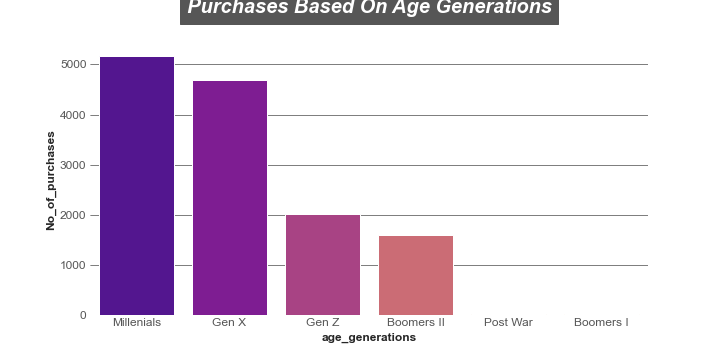 Purchases Based On Age Generations
5000
4000
3000
2000
1000
0
No_of_purchases
Millenials Gen X Gen Z Boomers II Post War Boomers I
age_generations